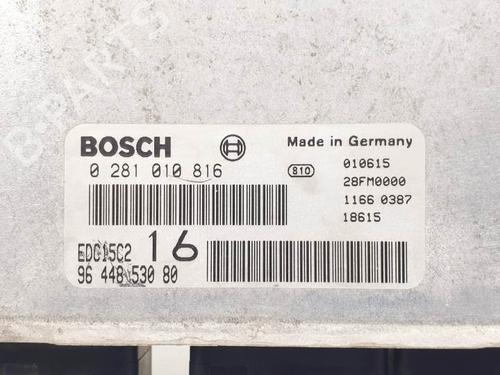 B-PARTS
BOSCH
Made in Germany
0 281 010 816
810
010615
28FM0000
1166 0387
18615
EDC15C2
16
96 448 530 80